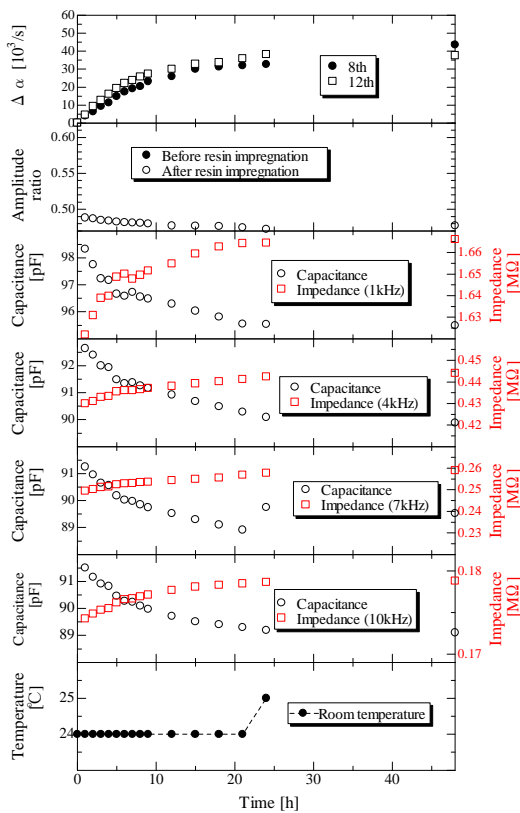 60
50
40
30
20
10
0
Δ α [10³/s]
8th
12th
0.60
0.55
0.50
Amplitude
ratio
Before resin impregnation
After resin impregnation
98
97
96
95
Capacitance
[pF]
Capacitance
Impedance (1kHz)
1.66
1.65
1.64
1.63
Impedance
[MΩ]
92
91
90
Capacitance
[pF]
Capacitance
Impedance (4kHz)
0.45
0.44
0.43
0.42
Impedance
[MΩ]
91
90
89
Capacitance
[pF]
Capacitance
Impedance (7kHz)
0.26
0.25
0.24
0.23
Impedance
[MΩ]
91
90
89
Capacitance
[pF]
Capacitance
Impedance (10kHz)
0.18
0.17
Impedance
[MΩ]
25
24
Temperature
[℃]
Room temperature
0 10 20 30 40
Time [h]